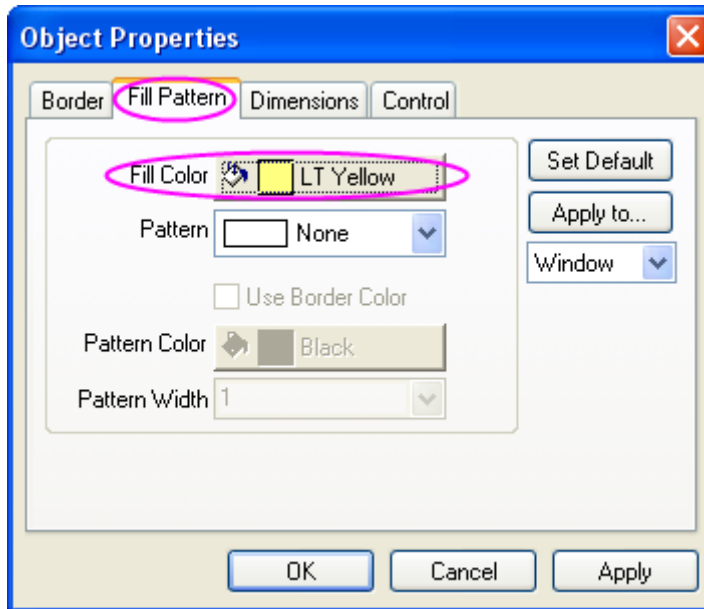 Object Properties
Border Fill Pattern Dimensions Control
Fill Color LT Yellow Set Default
Pattern None Apply to...
Window
Use Border Color
Pattern Color Black
Pattern Width 1
OK Cancel Apply